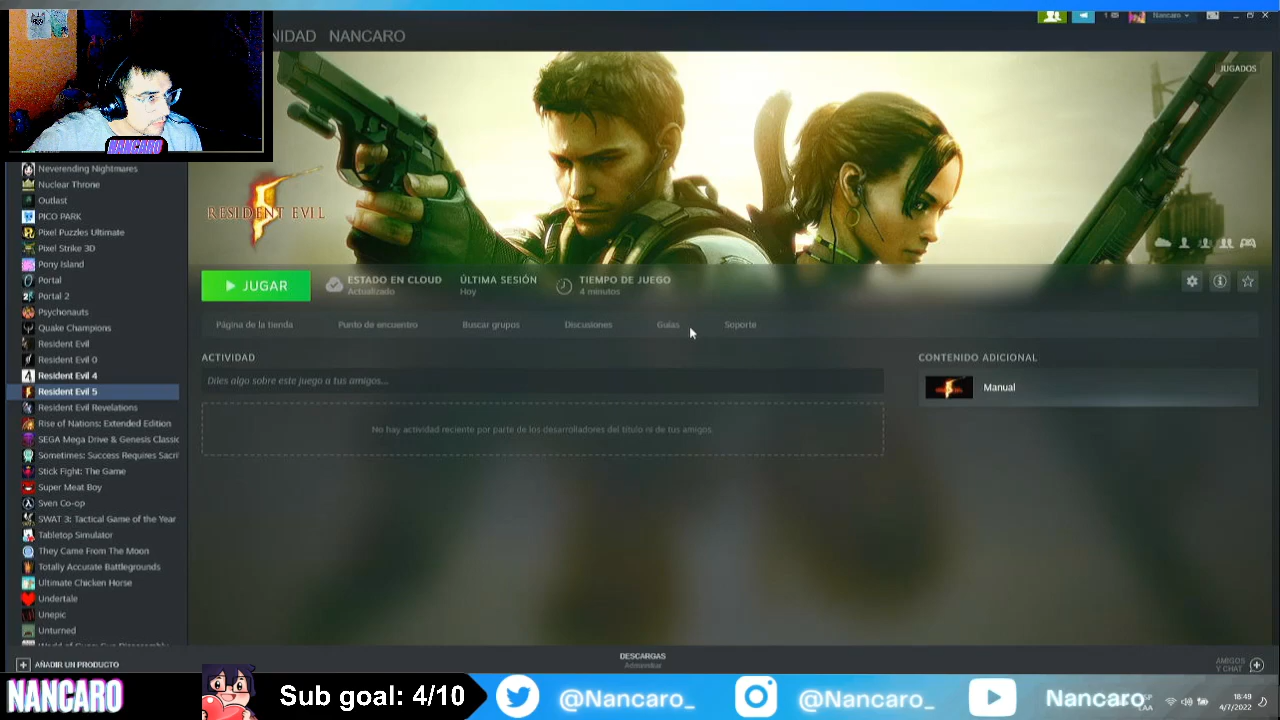 NIDAD NANCARO
1
Nancaro
JUGADOS
NANCARO
RESIDENT EVIL
5
Neverending Nightmares
Nuclear Throne
Outlast
PICO PARK
Pixel Puzzles Ultimate
Pixel Strike 3D
Pony Island
Portal
Portal 2
Psychonauts
Quake Champions
Resident Evil
Resident Evil 0
Resident Evil 4
Resident Evil 5
Resident Evil Revelations
Rise of Nations: Extended Edition
SEGA Mega Drive & Genesis Classic
Sometimes: Success Requires Sacri
Stick Fight: The Game
Super Meat Boy
Sven Co-op
SWAT 3: Tactical Game of the Year
Tabletop Simulator
They Came From The Moon
Totally Accurate Battlegrounds
Ultimate Chicken Horse
Undertale
Unepic
Unturned
AÑADIR UN PRODUCTO
JUGAR
ESTADO EN CLOUD
Actualizado
ÚLTIMA SESIÓN
Hoy
TIEMPO DE JUEGO
4 minutos
Página de la tienda Punto de encuentro Buscar grupos Discusiones Guías Soporte
ACTIVIDAD
Diles algo sobre este juego a tus amigos...
No hay actividad reciente por parte de los desarrolladores del título ni de tus amigos.
CONTENIDO ADICIONAL
Manual
DESCARGAS
Administrar
AMIGOS
Y CHAT
NANCARO
Sub goal: 4/10
@Nancaro_
@Nancaro_
Nancaro
ESP
LAA
18:49
4/7/2022